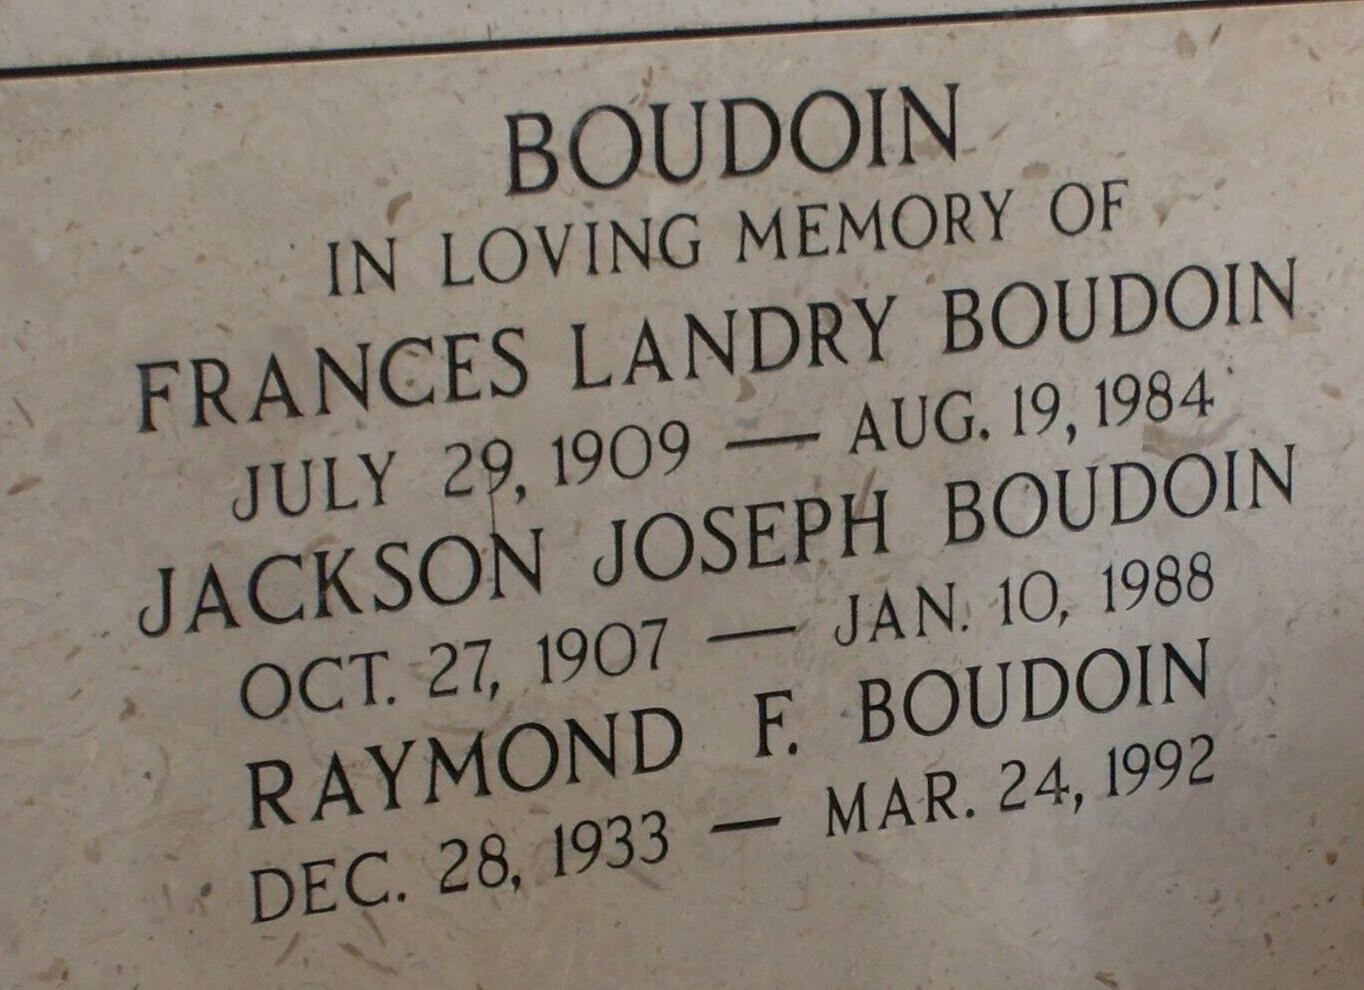 BOUDOIN
IN LOVING MEMORY OF
FRANCES LANDRY BOUDOIN
JULY 29, 1909 — AUG. 19, 1984
JACKSON JOSEPH BOUDOIN
OCT. 27, 1907 — JAN. 10, 1988
RAYMOND F. BOUDOIN
DEC. 28, 1933 — MAR. 24, 1992